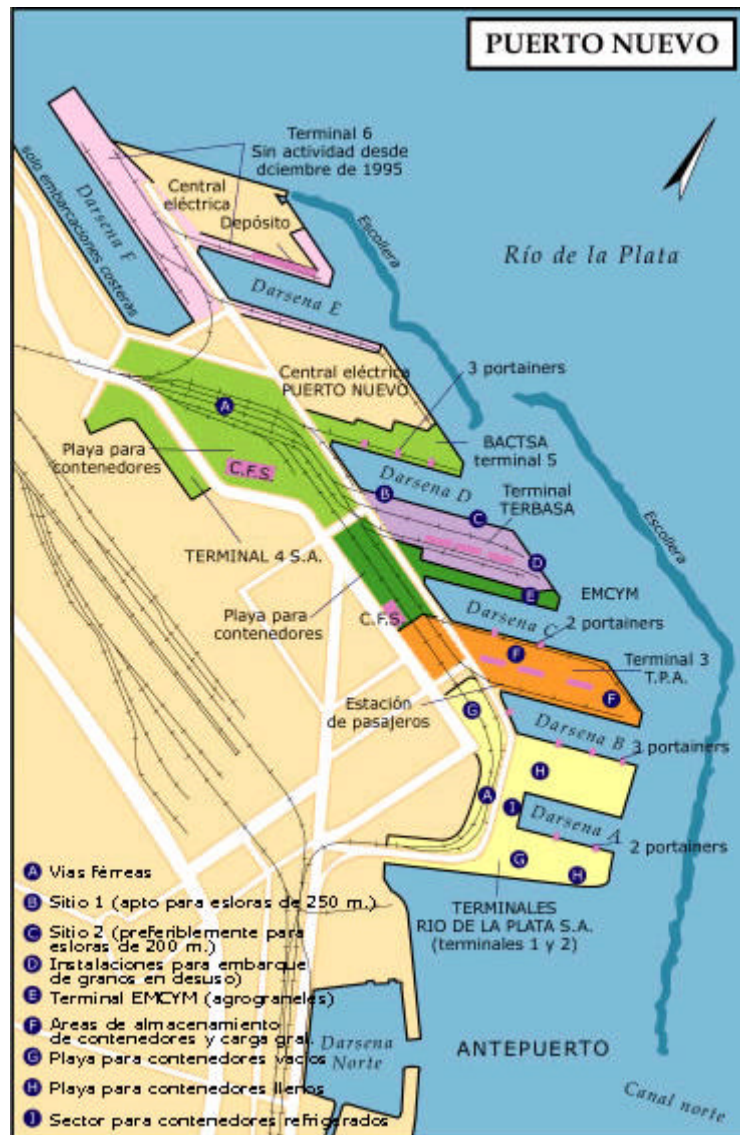 PUERTO NUEVO
Terminal 6
Sin actividad desde
dciembre de 1995
solo embarcaciones costeras
Darsena F
Central
eléctrica
Depósito
Escollera
Río de la Plata
Darsena E
Central eléctrica
PUERTO NUEVO
3 portainers
A
Playa para
contenedores
C.F.S.
BACTSA
terminal 5
Darsena D
B
C
Terminal
TERBASA
D
Escollera
TERMINAL 4 S.A.
E
EMCYM
Playa para
contenedores
C.F.S.
Darsena C
2 portainers
F
Terminal 3
T.P.A.
F
Estación
de pasajeros
G
Darsena B
3 portainers
H
A
I
Darsena A
2 portainers
G
H
TERMINALES
RIO DE LA PLATA S.A.
(terminales 1 y 2)
A Vias férreas
B Sitio 1 (apto para esloras de 250 m.)
C Sitio 2 (preferiblemente para
esloras de 200 m.)
D Instalaciones para embarque
de granos en desuso)
E Terminal EMCYM (agrograneles)
F Areas de almacenamiento
de contenedores y carga gral.
G Playa para contenedores vacios
H Playa para contenedores llenos
I Sector para contenedores refrigerados
Darsena
Norte
ANTEPUERTO
Canal norte